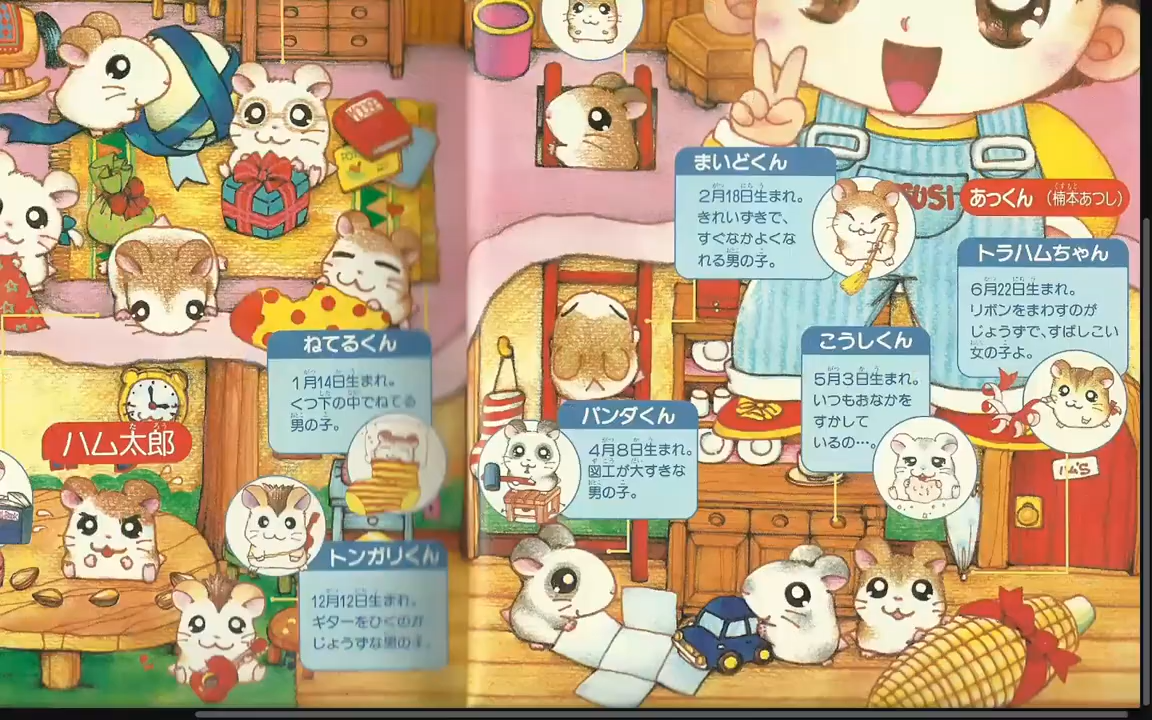 まいどくん
2月18日生まれ。
きれいずきで、
すぐなかよくな
れる男の子。
あっくん（楠本あつし）
トラハムちゃん
6月22日生まれ。
リボンをまわすのが
じょうずで、すばしこい
女の子よ。
ねてるくん
1月14日生まれ。
くつ下の中でねてる
男の子。
こうしくん
5月3日生まれ。
いつもおなかを
すかして
いるの…。
パンダくん
4月8日生まれ。
図工が大すきな
男の子。
ハム太郎
トンガリくん
12月12日生まれ。
ギターをひくのが
じょうずな男の子。